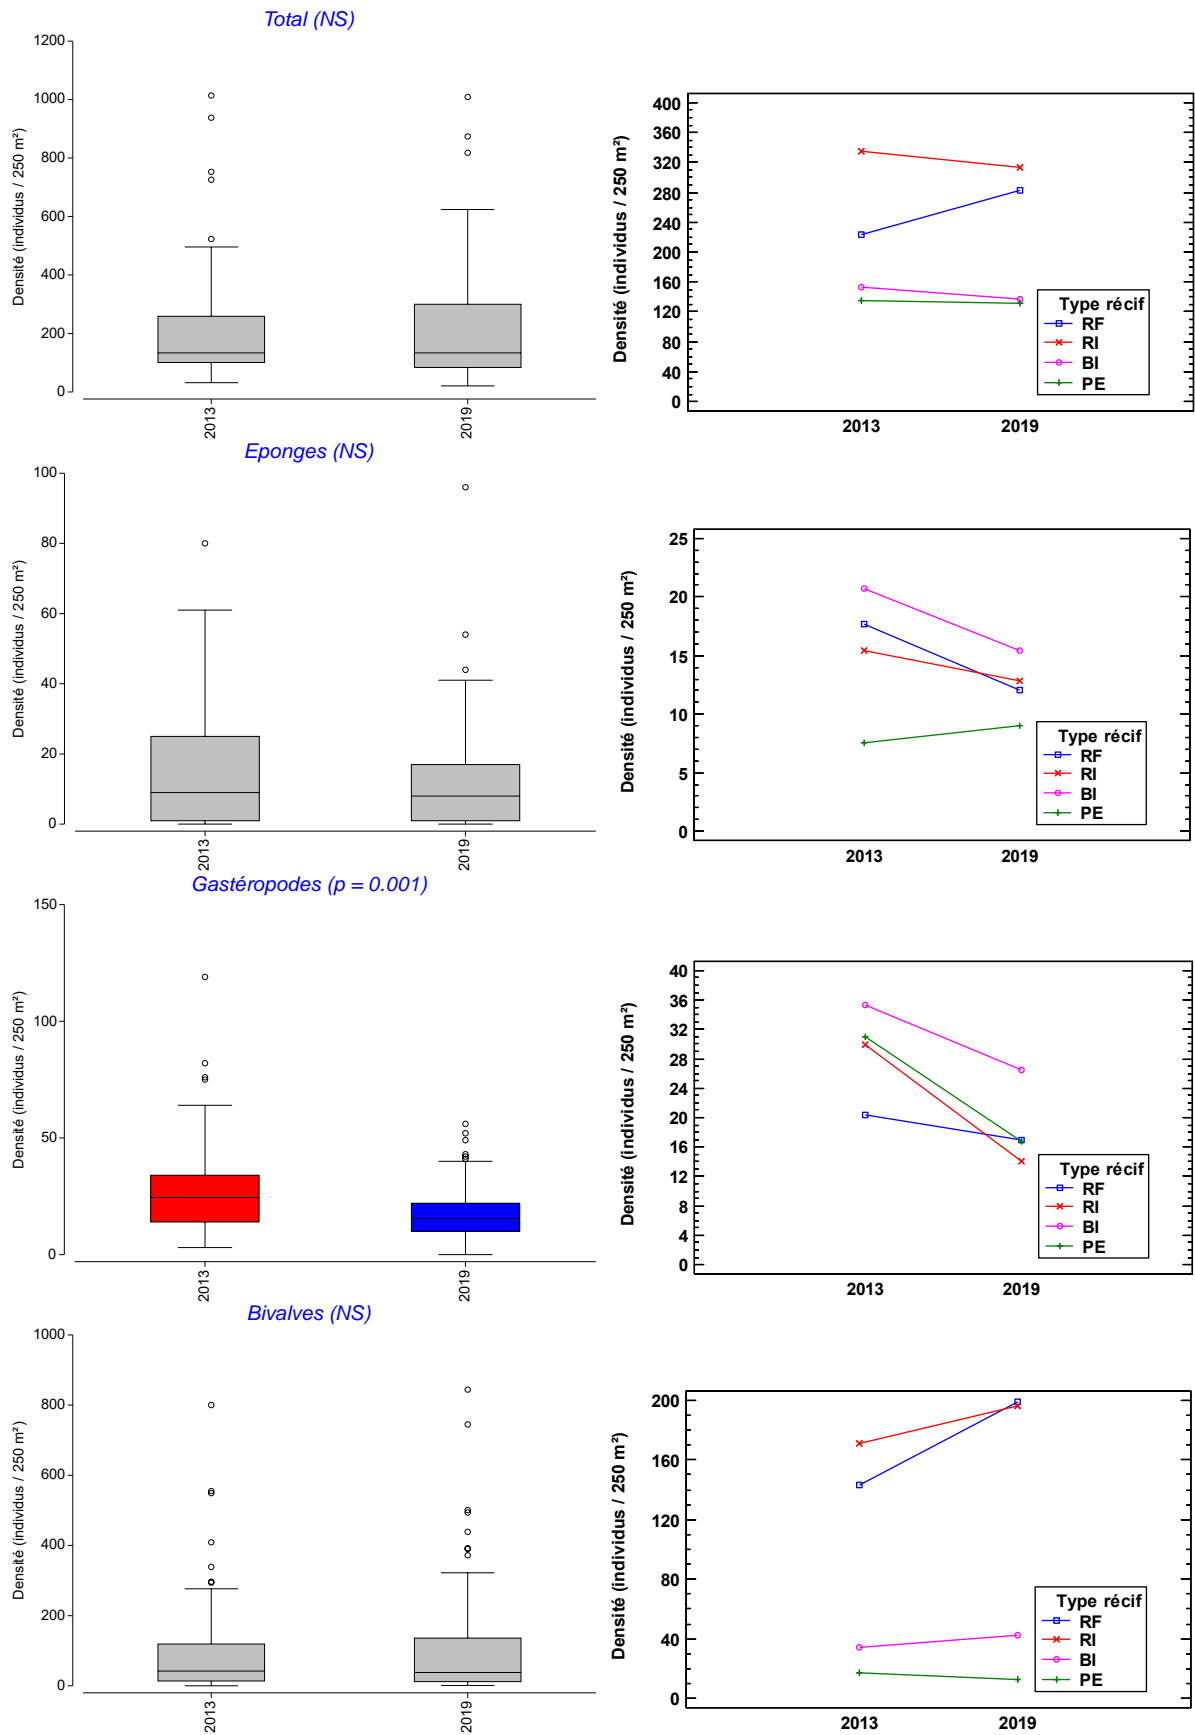 Total (NS)
Densité (individus / 250 m²)
1200
1000
800
600
400
200
0
2013
2019
Densité (individus / 250 m²)
400
360
320
280
240
200
160
120
80
40
0
2013
2019
Type récif
RF
RI
BI
PE
Eponges (NS)
Densité (individus / 250 m²)
100
80
60
40
20
0
2013
2019
Densité (individus / 250 m²)
25
20
15
10
5
0
2013
2019
Type récif
RF
RI
BI
PE
Gastéropodes (p = 0.001)
Densité (individus / 250 m²)
150
100
50
0
2013
2019
Densité (individus / 250 m²)
40
36
32
28
24
20
16
12
8
4
0
2013
2019
Type récif
RF
RI
BI
PE
Bivalves (NS)
Densité (individus / 250 m²)
1000
800
600
400
200
0
2013
2019
Densité (individus / 250 m²)
200
160
120
80
40
0
2013
2019
Type récif
RF
RI
BI
PE